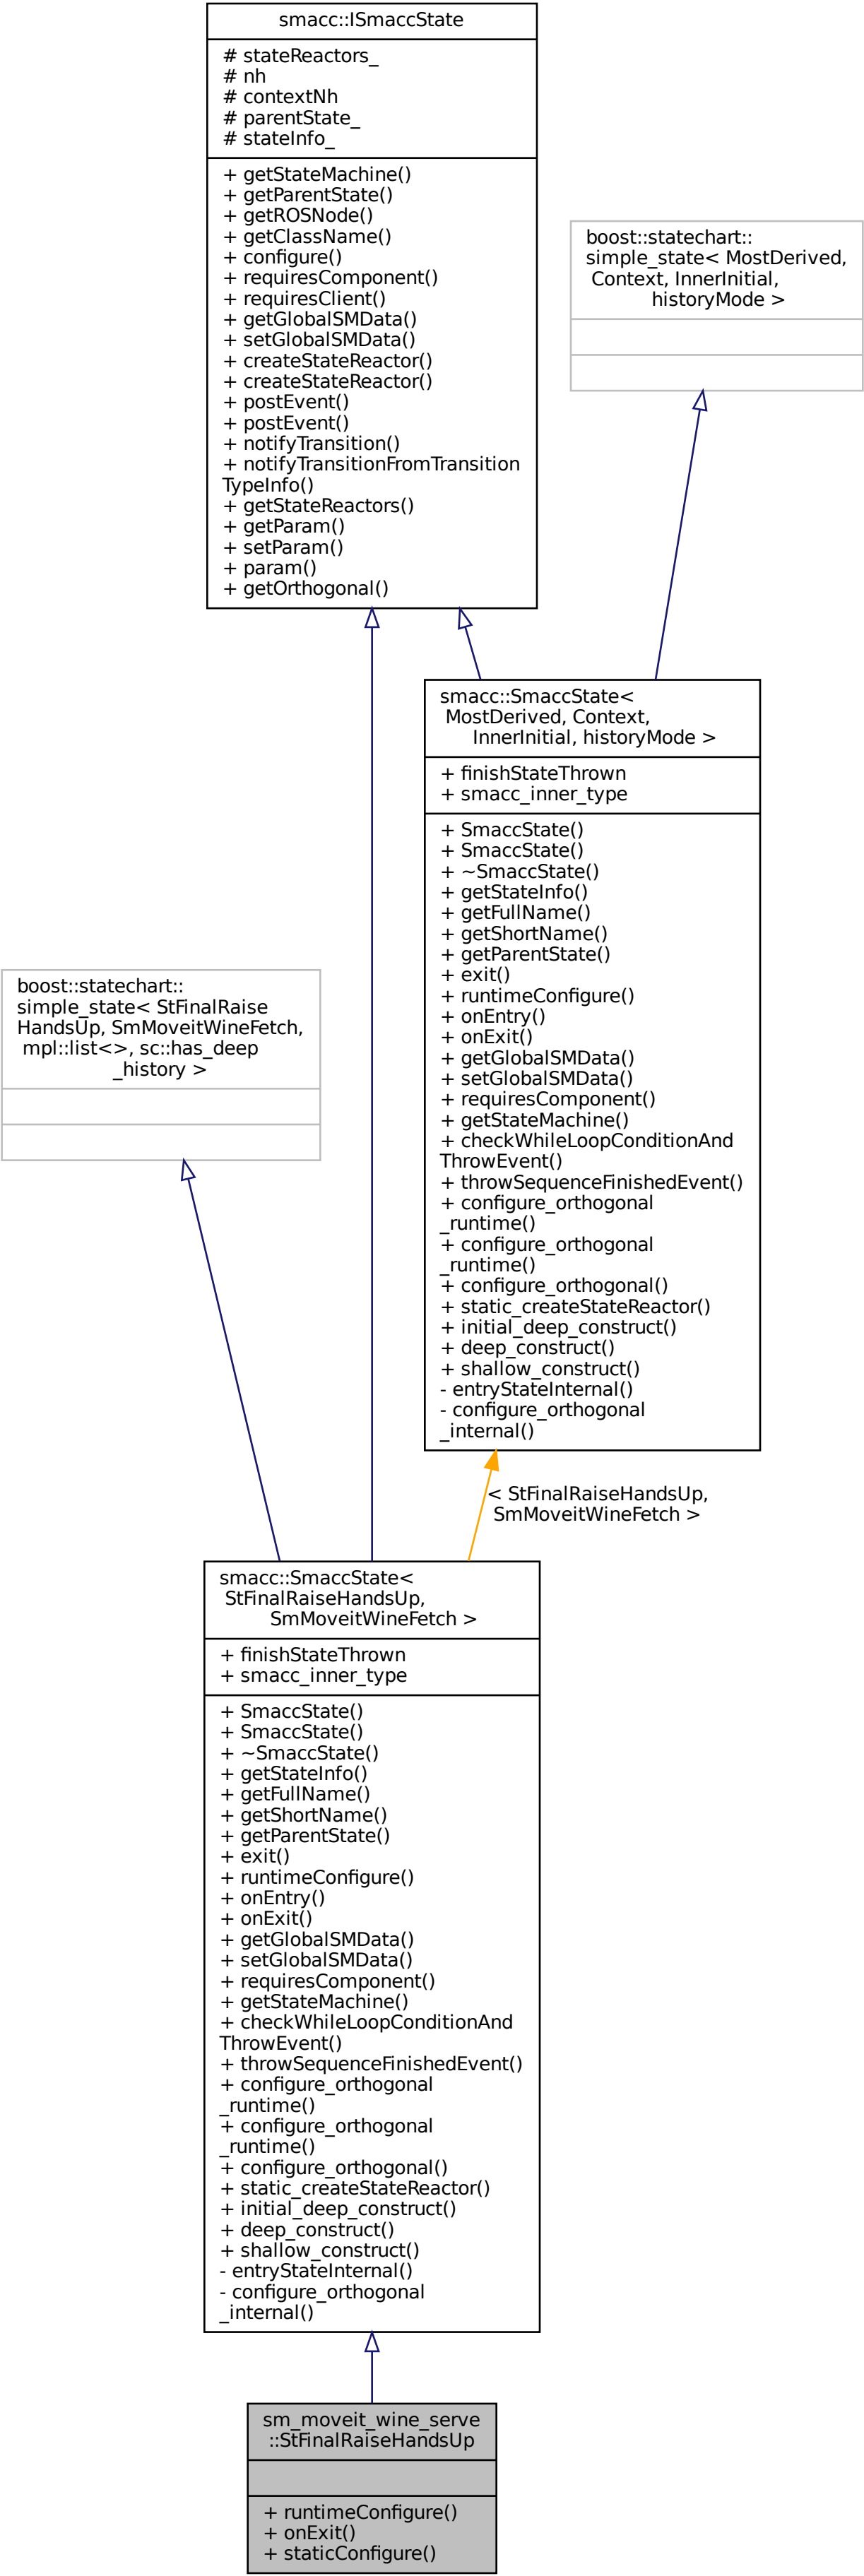 smacc::ISmaccState
# stateReactors_
# nh
# contextNh
# parentState_
# stateInfo_
+ getStateMachine()
+ getParentState()
+ getROSNode()
+ getClassName()
+ configure()
+ requiresComponent()
+ requiresClient()
+ getGlobalSMData()
+ setGlobalSMData()
+ createStateReactor()
+ createStateReactor()
+ postEvent()
+ postEvent()
+ notifyTransition()
+ notifyTransitionFromTransition
TypeInfo()
+ getStateReactors()
+ getParam()
+ setParam()
+ param()
+ getOrthogonal()
boost::statechart::
simple_state< MostDerived,
Context, InnerInitial,
historyMode >
smacc::SmaccState<
MostDerived, Context,
InnerInitial, historyMode >
+ finishStateThrown
+ smacc_inner_type
+ SmaccState()
+ SmaccState()
+ ~SmaccState()
+ getStateInfo()
+ getFullName()
+ getShortName()
+ getParentState()
+ exit()
+ runtimeConfigure()
+ onEntry()
+ onExit()
+ getGlobalSMData()
+ setGlobalSMData()
+ requiresComponent()
+ getStateMachine()
+ checkWhileLoopConditionAnd
ThrowEvent()
+ throwSequenceFinishedEvent()
+ configure_orthogonal
_runtime()
+ configure_orthogonal
_runtime()
+ configure_orthogonal()
+ static_createStateReactor()
+ initial_deep_construct()
+ deep_construct()
+ shallow_construct()
- entryStateInternal()
- configure_orthogonal
_internal()
boost::statechart::
simple_state< StFinalRaise
HandsUp, SmMoveitWineFetch,
mpl::list<>, sc::has_deep
_history >
< StFinalRaiseHandsUp,
SmMoveitWineFetch >
smacc::SmaccState<
StFinalRaiseHandsUp,
SmMoveitWineFetch >
+ finishStateThrown
+ smacc_inner_type
+ SmaccState()
+ SmaccState()
+ ~SmaccState()
+ getStateInfo()
+ getFullName()
+ getShortName()
+ getParentState()
+ exit()
+ runtimeConfigure()
+ onEntry()
+ onExit()
+ getGlobalSMData()
+ setGlobalSMData()
+ requiresComponent()
+ getStateMachine()
+ checkWhileLoopConditionAnd
ThrowEvent()
+ throwSequenceFinishedEvent()
+ configure_orthogonal
_runtime()
+ configure_orthogonal
_runtime()
+ configure_orthogonal()
+ static_createStateReactor()
+ initial_deep_construct()
+ deep_construct()
+ shallow_construct()
- entryStateInternal()
- configure_orthogonal
_internal()
sm_moveit_wine_serve
::StFinalRaiseHandsUp
+ runtimeConfigure()
+ onExit()
+ staticConfigure()